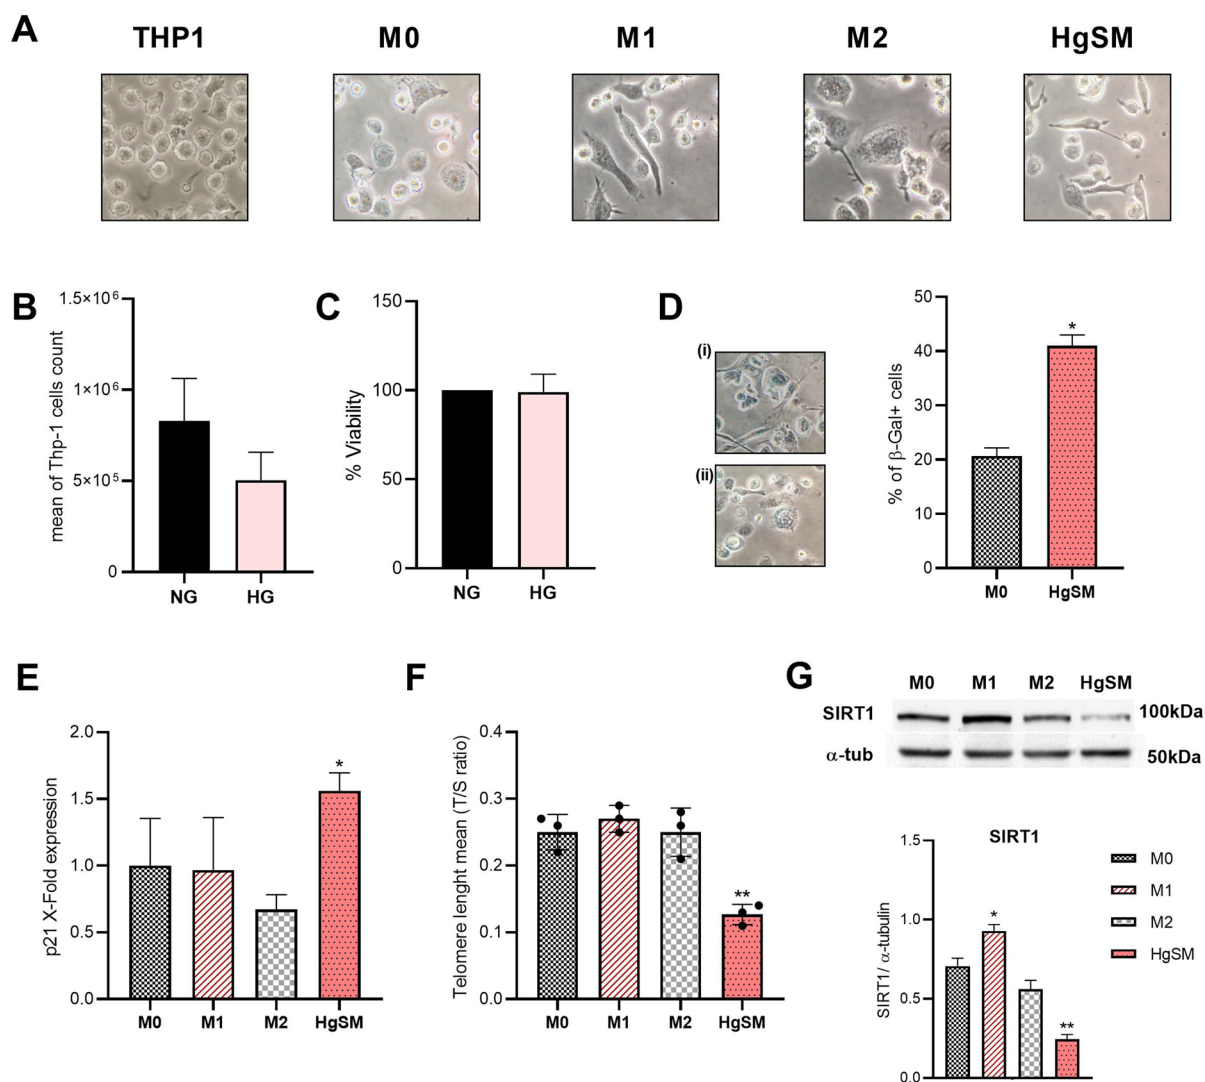 A
THP1
M0
M1
M2
HgSM
B
mean of Thp-1 cells count
1.5×10⁶
1×10⁶
5×10⁵
0
NG
HG
C
% Viability
150
100
50
0
NG
HG
D
(i)
(ii)
% of β-Gal+ cells
50
40
30
20
10
0
*
M0
HgSM
E
p21 X-Fold expression
2.0
1.5
1.0
0.5
0.0
*
M0
M1
M2
HgSM
F
Telomere lenght mean (T/S ratio)
0.4
0.3
0.2
0.1
0.0
**
M0
M1
M2
HgSM
G
M0 M1 M2 HgSM
SIRT1 100kDa
α-tub 50kDa
SIRT1
SIRT1/ α-tubulin
1.5
1.0
0.5
0.0
*
**
M0
M1
M2
HgSM